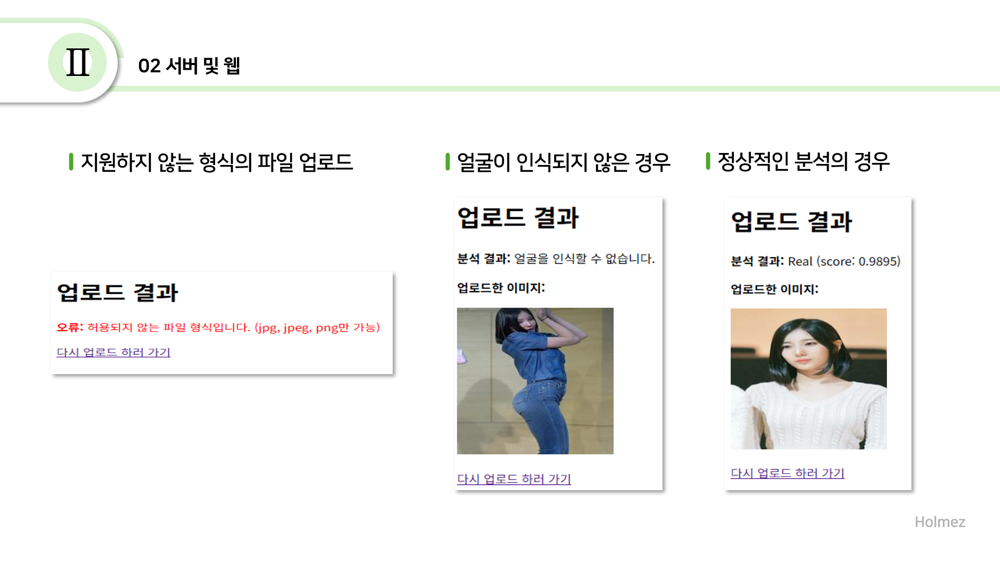 Ⅱ
02 서버 및 웹
지원하지 않는 형식의 파일 업로드
업로드 결과
오류: 허용되지 않는 파일 형식입니다. (jpg, jpeg, png만 가능)
다시 업로드 하러 가기
얼굴이 인식되지 않은 경우
업로드 결과
분석 결과: 얼굴을 인식할 수 없습니다.
업로드한 이미지:
다시 업로드 하러 가기
정상적인 분석의 경우
업로드 결과
분석 결과: Real (score: 0.9895)
업로드한 이미지:
다시 업로드 하러 가기
Holmez